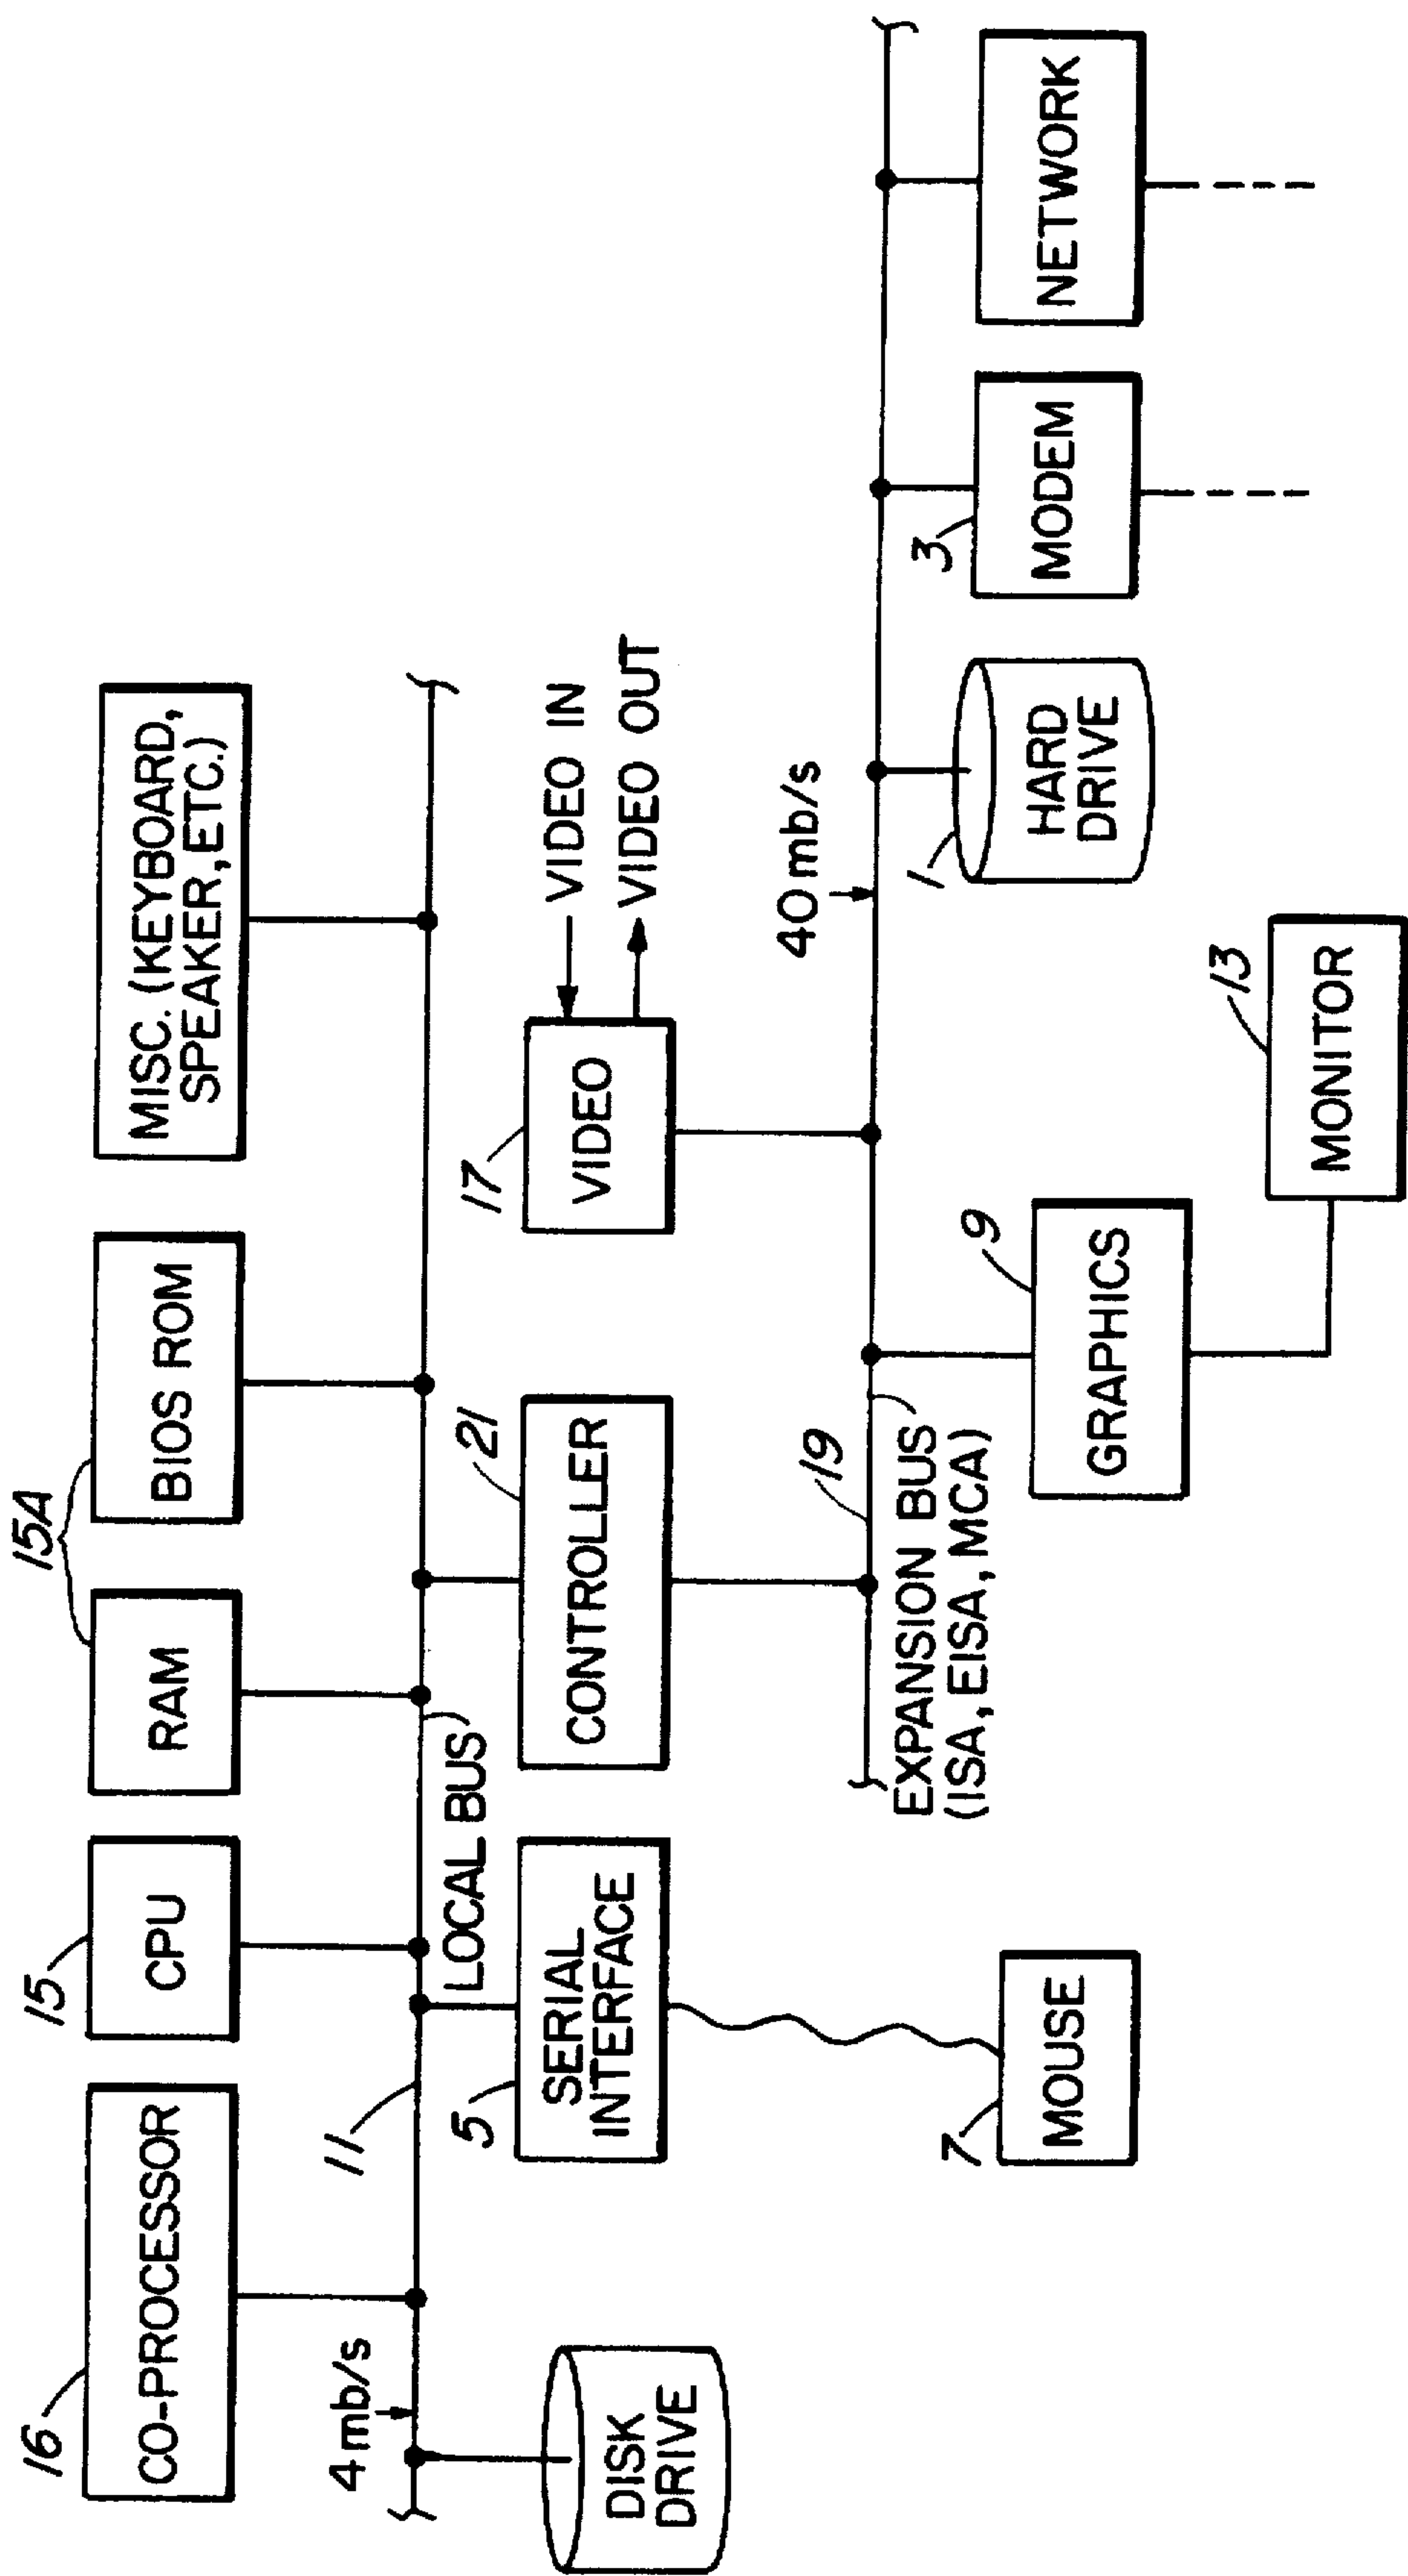 16
CO-PROCESSOR
15
CPU
15A
RAM
BIOS ROM
MISC. (KEYBOARD,
SPEAKER, ETC.)
4 mb/s
11
LOCAL BUS
DISK
DRIVE
5
SERIAL
INTERFACE
7
MOUSE
21
CONTROLLER
17
VIDEO
VIDEO IN
VIDEO OUT
19
EXPANSION BUS
(ISA, EISA, MCA)
40 mb/s
9
GRAPHICS
13
MONITOR
1
HARD
DRIVE
3
MODEM
NETWORK